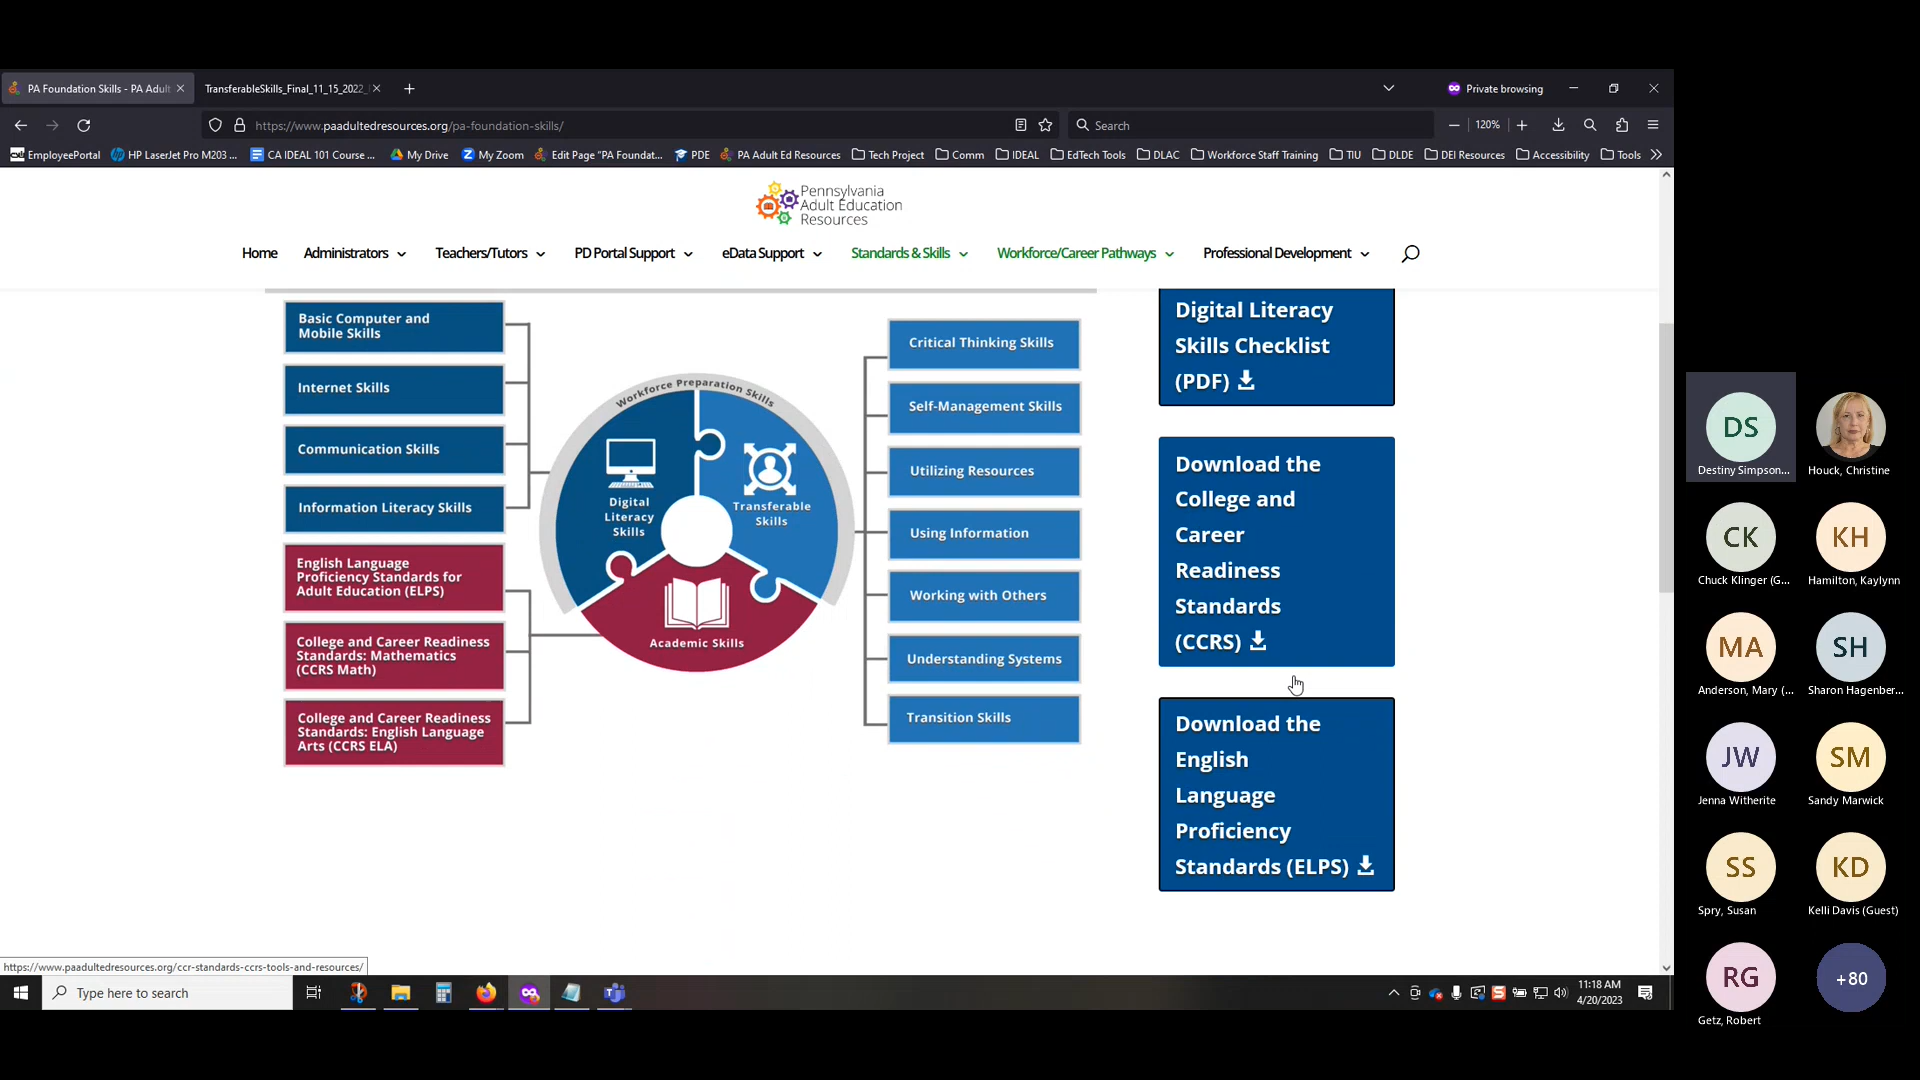 PA Foundation Skills - PA Adult
TransferableSkills_Final_11_15_2022_
Private browsing
https://www.paadultedresources.org/pa-foundation-skills/
Search
120%
EmployeePortal
HP LaserJet Pro M203 ...
CA IDEAL 101 Course ...
My Drive
My Zoom
Edit Page "PA Foundat...
PDE
PA Adult Ed Resources
Tech Project
Comm
IDEAL
EdTech Tools
DLAC
Workforce Staff Training
TIU
DLDE
DEI Resources
Accessibility
Tools
Pennsylvania
Adult Education
Resources
Home
Administrators
Teachers/Tutors
PD Portal Support
eData Support
Standards & Skills
Workforce/Career Pathways
Professional Development
Basic Computer and
Mobile Skills
Internet Skills
Communication Skills
Information Literacy Skills
English Language
Proficiency Standards for
Adult Education (ELPS)
College and Career Readiness
Standards: Mathematics
(CCRS Math)
College and Career Readiness
Standards: English Language
Arts (CCRS ELA)
Workforce Preparation Skills
Digital
Literacy
Skills
Transferable
Skills
Academic Skills
Critical Thinking Skills
Self-Management Skills
Utilizing Resources
Using Information
Working with Others
Understanding Systems
Transition Skills
Digital Literacy
Skills Checklist
(PDF)
Download the
College and
Career
Readiness
Standards
(CCRS)
Download the
English
Language
Proficiency
Standards (ELPS)
https://www.paadultedresources.org/ccr-standards-ccrs-tools-and-resources/
Type here to search
11:18 AM
4/20/2023
DS
Destiny Simpson...
Houck, Christine
CK
Chuck Klinger (G...
KH
Hamilton, Kaylynn
MA
Anderson, Mary (...
SH
Sharon Hagenber...
JW
Jenna Witherite
SM
Sandy Marwick
SS
Spry, Susan
KD
Kelli Davis (Guest)
RG
Getz, Robert
+80